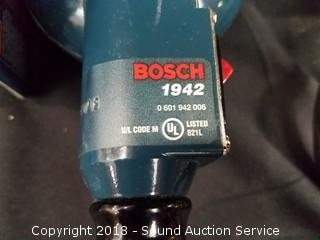 BOSCH
1942
0 601 942 006
U/L CODE M UL LISTED
821L
Copyright 2018 - Sound Auction Service